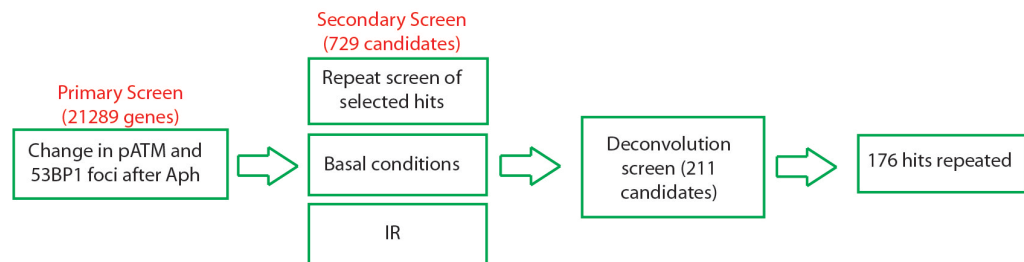 Primary Screen
(21289 genes)
Change in pATM and
53BP1 foci after Aph
Secondary Screen
(729 candidates)
Repeat screen of
selected hits
Basal conditions
IR
Deconvolution
screen (211
candidates)
176 hits repeated